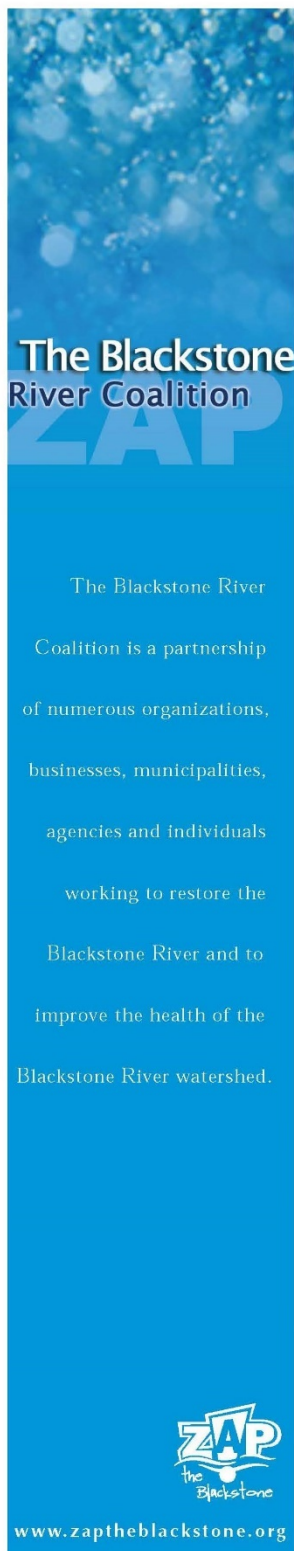 The Blackstone
River Coalition
ZAP
The Blackstone River
Coalition is a partnership
of numerous organizations,
businesses, municipalities,
agencies and individuals
working to restore the
Blackstone River and to
improve the health of the
Blackstone River watershed.
ZAP
the
Blackstone
www.zaptheblackstone.org